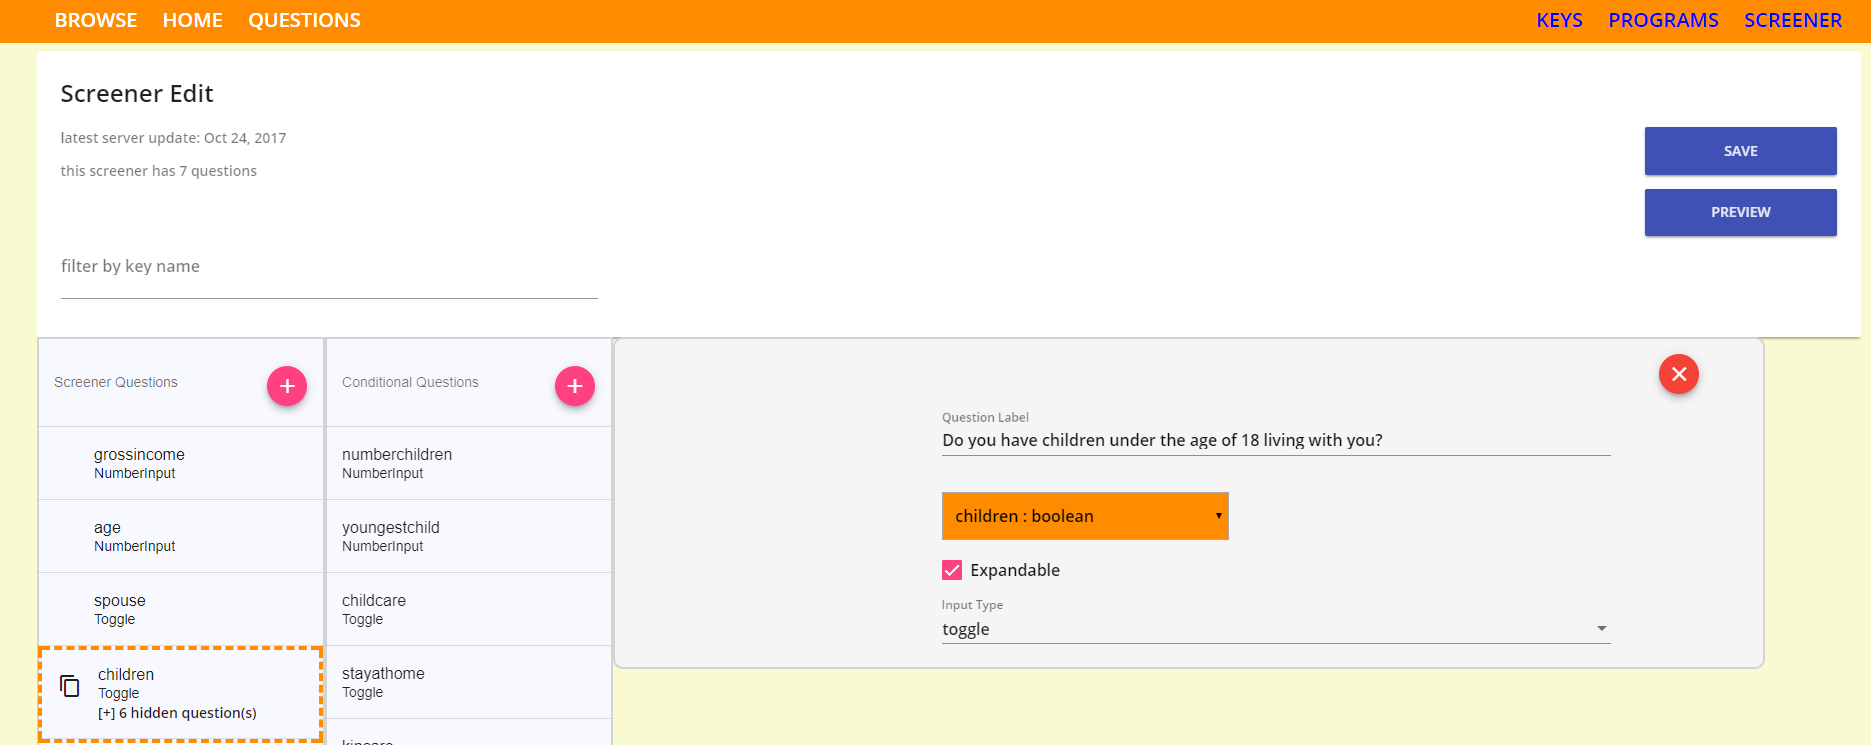 BROWSE HOME QUESTIONS KEYS PROGRAMS SCREENER
Screener Edit
latest server update: Oct 24, 2017
this screener has 7 questions
SAVE
PREVIEW
filter by key name
Screener Questions
grossincome
NumberInput
age
NumberInput
spouse
Toggle
children
Toggle
[+] 6 hidden question(s)
Conditional Questions
numberchildren
NumberInput
youngestchild
NumberInput
childcare
Toggle
stayathome
Toggle
Question Label
Do you have children under the age of 18 living with you?
children : boolean
Expandable
Input Type
toggle